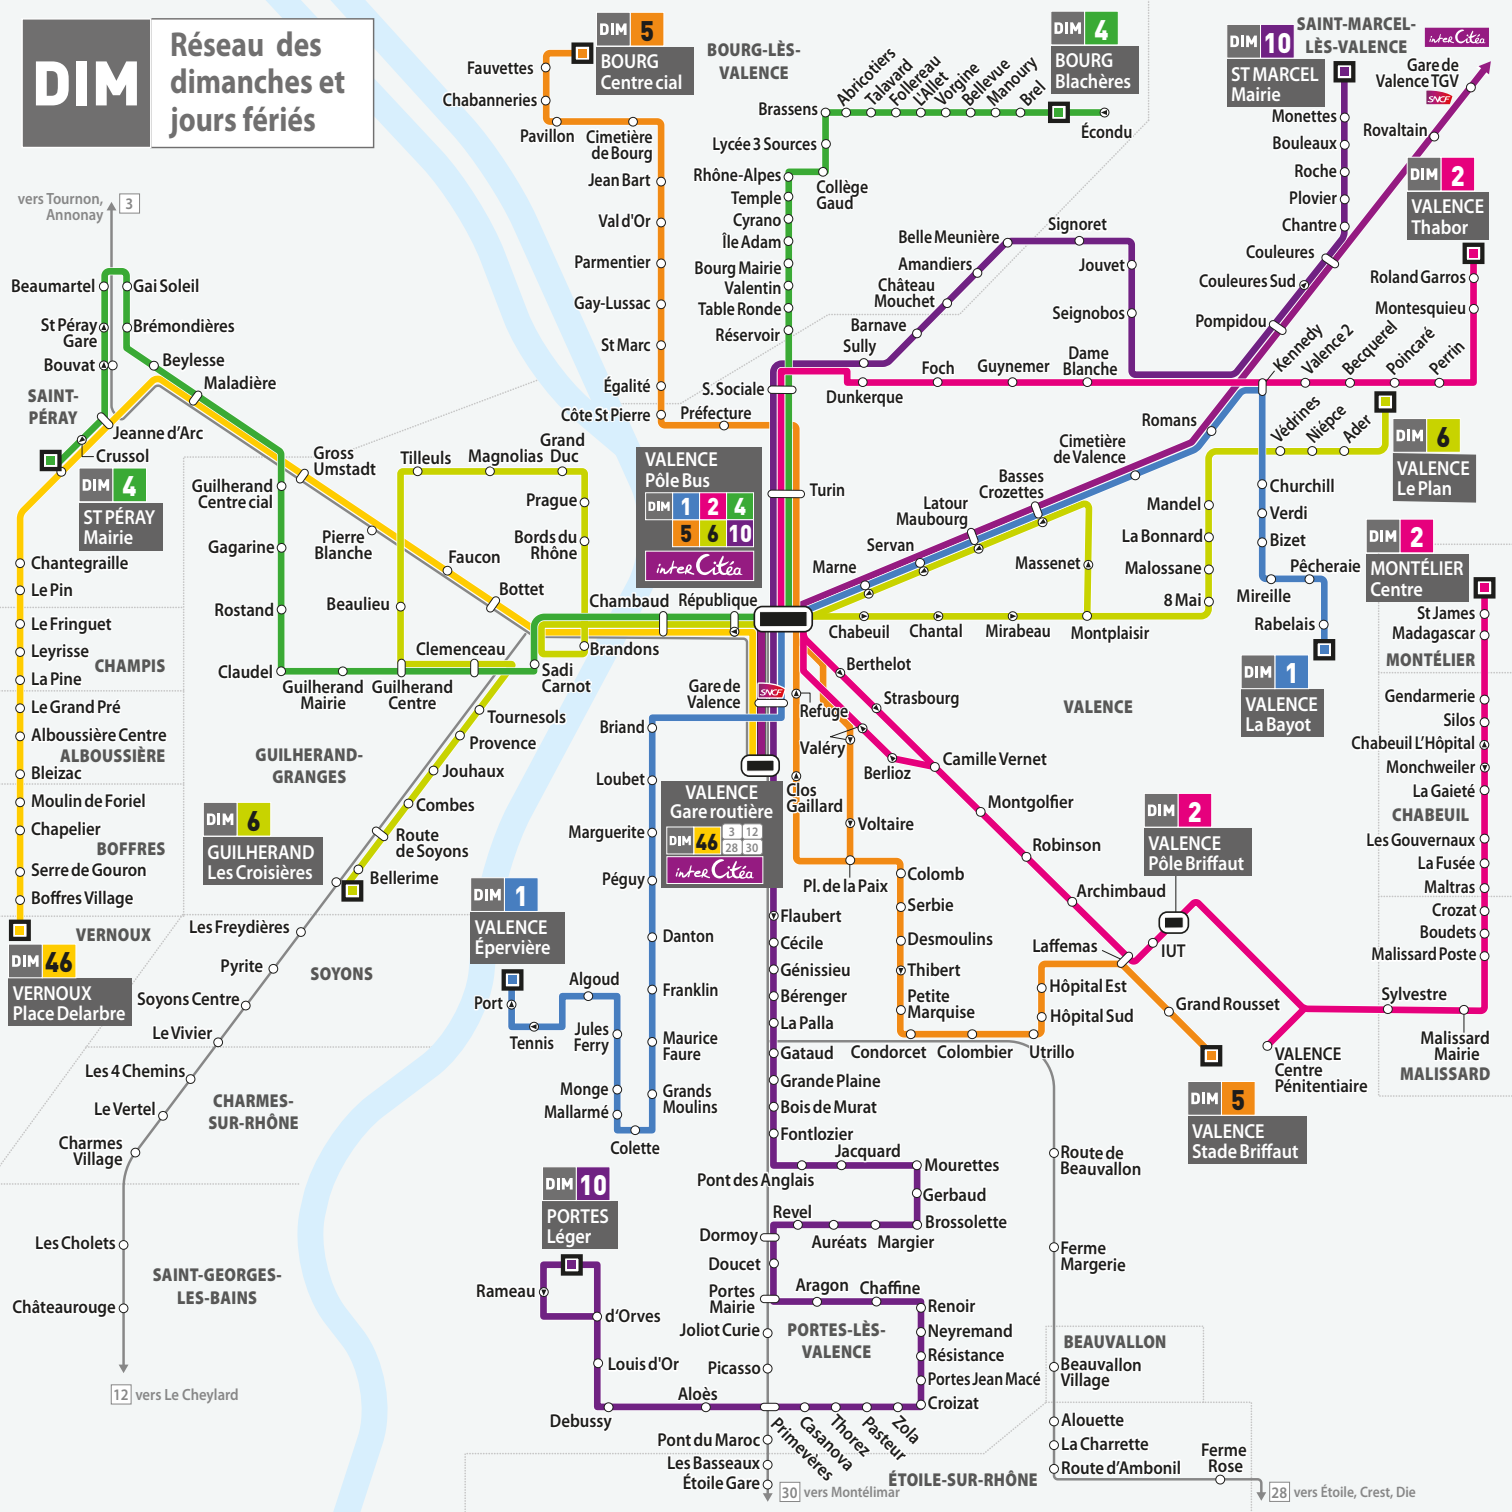 DIM
Réseau des
dimanches et
jours fériés
DIM 5
BOURG
Centre cial
BOURG-LÈS-
VALENCE
DIM 4
BOURG
Blachères
DIM 10
ST MARCEL
Mairie
SAINT-MARCEL-
LÈS-VALENCE
interCitéa
Gare de
Valence TGV
SNCF
Rovaltain
Fauvettes
Chabanneries
Pavillon
Cimetière
de Bourg
Jean Bart
Val d'Or
Parmentier
Gay-Lussac
St Marc
Égalité
Côte St Pierre
Préfecture
Brassens
Abricotiers
Talavard
Follereau
L'Allet
Vorgine
Bellevue
Manoury
Brel
Écondu
Lycée 3 Sources
Rhône-Alpes
Collège
Gaud
Temple
Cyrano
Île Adam
Bourg Mairie
Valentin
Table Ronde
Réservoir
S. Sociale
Monettes
Bouleaux
Roche
Plovier
Chantre
Couleures
Couleures Sud
Pompidou
DIM 2
VALENCE
Thabor
Roland Garros
Montesquieu
Kennedy
Valence 2
Becquerel
Poincaré
Perrin
Belle Meunière
Signoret
Amandiers
Jouvet
Château
Mouchet
Seignobos
Barnave
Sully
Dunkerque
Foch
Guynemer
Dame
Blanche
vers Tournon,
Annonay
3
Beaumartel
Gai Soleil
St Péray
Gare
Brémondières
Bouvat
Beylesse
Maladière
SAINT-
PÉRAY
Jeanne d'Arc
Crussol
DIM 4
ST PÉRAY
Mairie
Gross
Umstadt
Guilherand
Centre cial
Gagarine
Rostand
Claudel
Guilherand
Mairie
Guilherand
Centre
Pierre
Blanche
Faucon
Bottet
Beaulieu
Clemenceau
Tilleuls
Magnolias
Grand
Duc
Prague
Bords du
Rhône
Chambaud
République
Brandons
Sadi
Carnot
VALENCE
Pôle Bus
DIM 1 2 4
5 6 10
interCitéa
Turin
Marne
Servan
Latour
Maubourg
Basses
Crozettes
Cimetière
de Valence
Romans
Massenet
Chabeuil
Chantal
Mirabeau
Montplaisir
8 Mai
Malossane
La Bonnard
Mandel
Védrines
Niépce
Ader
DIM 6
VALENCE
Le Plan
Churchill
Verdi
Bizet
Pêcheraie
Mireille
Rabelais
DIM 1
VALENCE
La Bayot
DIM 2
MONTÉLIER
Centre
St James
Madagascar
MONTÉLIER
Gendarmerie
Silos
Chabeuil L'Hôpital
Monchweiler
La Gaieté
CHABEUIL
Les Gouvernaux
La Fusée
Maltras
Crozat
Boudets
Malissard Poste
Sylvestre
Malissard
Mairie
MALISSARD
Chantegraille
Le Pin
Le Fringuet
Leyrisse
CHAMPIS
La Pine
Le Grand Pré
Alboussière Centre
ALBOUSSIÈRE
Bleizac
Moulin de Foriel
Chapelier
BOFFRES
Serre de Gouron
Boffres Village
VERNOUX
DIM 46
VERNOUX
Place Delarbre
GUILHERAND-
GRANGES
Tournesols
Provence
Jouhaux
Combes
Route
de Soyons
Bellerime
DIM 6
GUILHERAND
Les Croisières
Les Freydières
Pyrite
SOYONS
Soyons Centre
Le Vivier
Les 4 Chemins
Le Vertel
CHARMES-
SUR-RHÔNE
Charmes
Village
Les Cholets
SAINT-GEORGES-
LES-BAINS
Châteaurouge
12 vers Le Cheylard
Gare de
Valence
SNCF
Briand
Loubet
Marguerite
Péguy
Danton
Franklin
Maurice
Faure
Grands
Moulins
Colette
Mallarmé
Monge
Jules
Ferry
Algoud
Tennis
Port
DIM 1
VALENCE
Épervière
VALENCE
Gare routière
DIM 46 3 12
28 30
interCitéa
Refuge
Valéry
Clos
Gaillard
Voltaire
Pl. de la Paix
Berthelot
Strasbourg
Berlioz
Camille Vernet
VALENCE
Montgolfier
Robinson
Archimbaud
Laffemas
IUT
DIM 2
VALENCE
Pôle Briffaut
Colomb
Serbie
Desmoulins
Thibert
Petite
Marquise
Condorcet
Colombier
Utrillo
Hôpital Est
Hôpital Sud
Grand Rousset
DIM 5
VALENCE
Stade Briffaut
VALENCE
Centre
Pénitentiaire
Flaubert
Cécile
Génissieu
Bérenger
La Palla
Gataud
Grande Plaine
Bois de Murat
Fontlozier
Jacquard
Pont des Anglais
Mourettes
Gerbaud
Brossolette
Margier
Auréats
Revel
Dormoy
Doucet
Portes
Mairie
Aragon
Chaffine
Renoir
Neyremand
Résistance
Portes Jean Macé
Croizat
Joliot Curie
PORTES-LÈS-
VALENCE
Picasso
Zola
Pasteur
Thorez
Casanova
Primevères
Aloès
Debussy
Louis d'Or
d'Orves
Rameau
DIM 10
PORTES
Léger
Pont du Maroc
Les Basseaux
Étoile Gare
30 vers Montélimar
ÉTOILE-SUR-RHÔNE
Route de
Beauvallon
Ferme
Margerie
BEAUVALLON
Beauvallon
Village
Alouette
La Charrette
Route d'Ambonil
Ferme
Rose
28 vers Étoile, Crest, Die